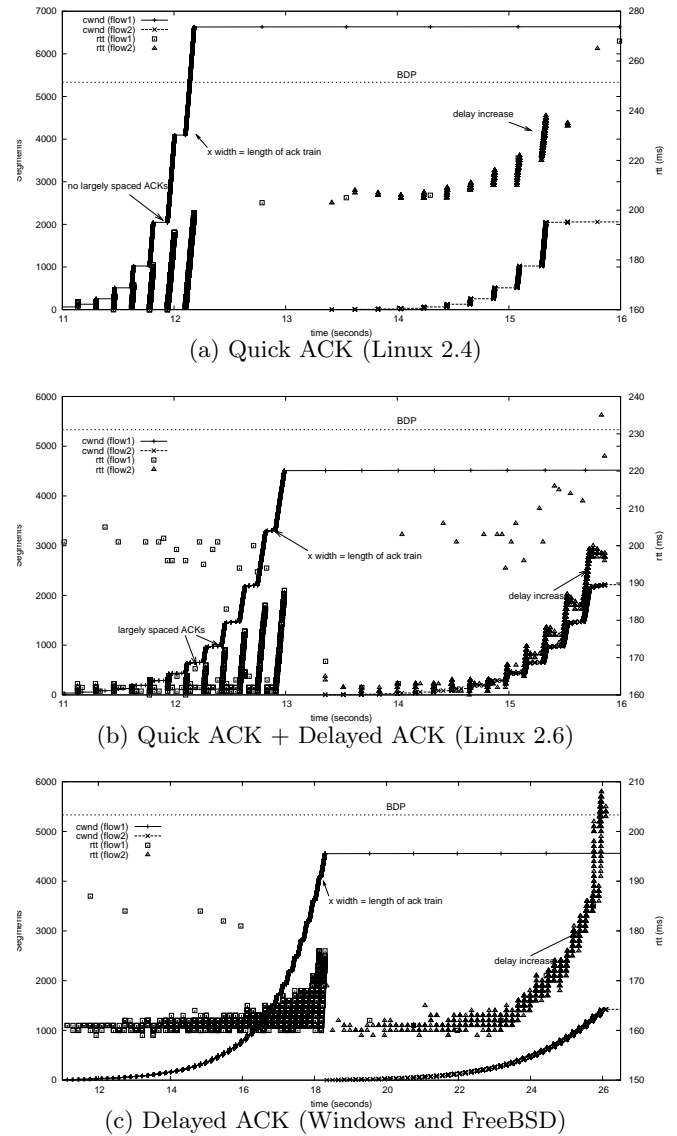 cwnd (flow1)
cwnd (flow2)
rtt (flow1)
rtt (flow2)
BDP
delay increase
x width = length of ack train
no largely spaced ACKs
Segments
rtt (ms)
0
1000
2000
3000
4000
5000
6000
7000
160
180
200
220
240
260
280
11
12
13
14
15
16
time (seconds)
(a) Quick ACK (Linux 2.4)
cwnd (flow1)
cwnd (flow2)
rtt (flow1)
rtt (flow2)
BDP
x width = length of ack train
delay increase
largely spaced ACKs
Segments
rtt (ms)
0
1000
2000
3000
4000
5000
6000
160
170
180
190
200
210
220
230
240
11
12
13
14
15
16
time (seconds)
(b) Quick ACK + Delayed ACK (Linux 2.6)
cwnd (flow1)
cwnd (flow2)
rtt (flow1)
rtt (flow2)
BDP
x width = length of ack train
delay increase
Segments
rtt (ms)
0
1000
2000
3000
4000
5000
6000
150
160
170
180
190
200
210
12
14
16
18
20
22
24
26
time (seconds)
(c) Delayed ACK (Windows and FreeBSD)